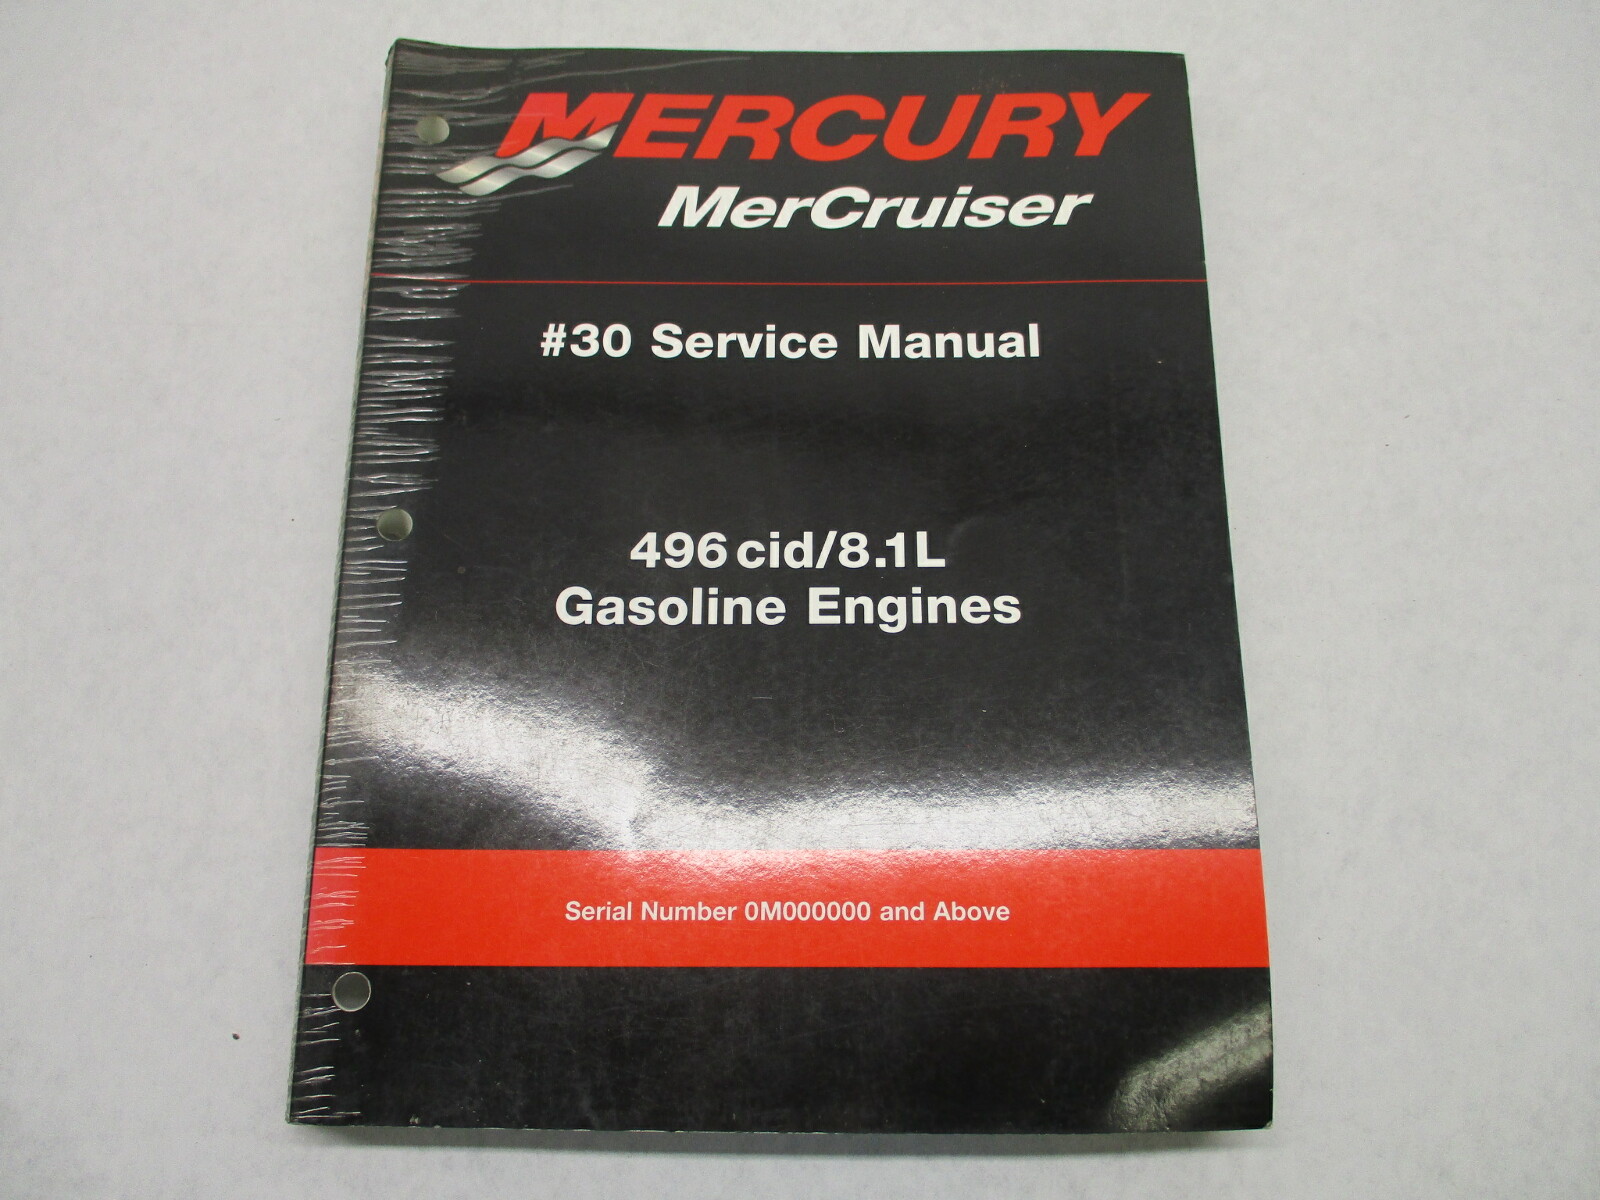 MERCURY
MerCruiser
#30 Service Manual
496 cid/8.1L
Gasoline Engines
Serial Number 0M000000 and Above